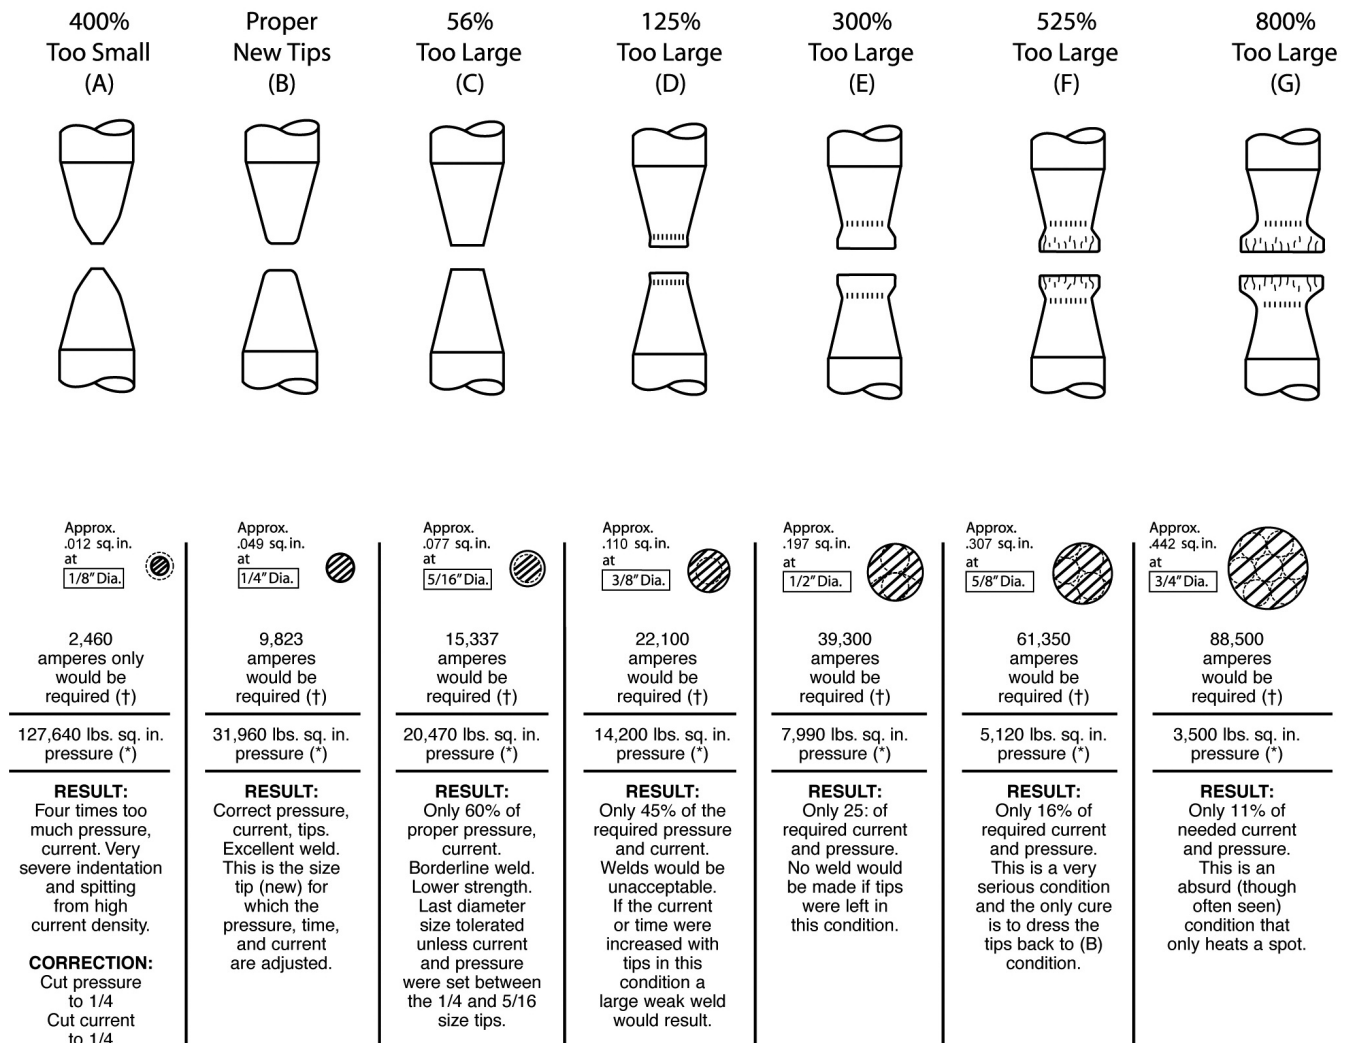 400%
Too Small
(A)
Proper
New Tips
(B)
56%
Too Large
(C)
125%
Too Large
(D)
300%
Too Large
(E)
525%
Too Large
(F)
800%
Too Large
(G)
Approx.
.012 sq. in.
at
1/8" Dia.
2,460
amperes only
would be
required (†)
127,640 lbs. sq. in.
pressure (*)
RESULT:
Four times too
much pressure,
current. Very
severe indentation
and spitting
from high
current density.
CORRECTION:
Cut pressure
to 1/4
Cut current
to 1/4
Approx.
.049 sq. in.
at
1/4" Dia.
9,823
amperes
would be
required (†)
31,960 lbs. sq. in.
pressure (*)
RESULT:
Correct pressure,
current, tips.
Excellent weld.
This is the size
tip (new) for
which the
pressure, time,
and current
are adjusted.
Approx.
.077 sq. in.
at
5/16" Dia.
15,337
amperes
would be
required (†)
20,470 lbs. sq. in.
pressure (*)
RESULT:
Only 60% of
proper pressure,
current.
Borderline weld.
Lower strength.
Last diameter
size tolerated
unless current
and pressure
were set between
the 1/4 and 5/16
size tips.
Approx.
.110 sq. in.
at
3/8" Dia.
22,100
amperes
would be
required (†)
14,200 lbs. sq. in.
pressure (*)
RESULT:
Only 45% of the
required pressure
and current.
Welds would be
unacceptable.
If the current
or time were
increased with
tips in this
condition a
large weak weld
would result.
Approx.
.197 sq. in.
at
1/2" Dia.
39,300
amperes
would be
required (†)
7,990 lbs. sq. in.
pressure (*)
RESULT:
Only 25: of
required current
and pressure.
No weld would
be made if tips
were left in
this condition.
Approx.
.307 sq. in.
at
5/8" Dia.
61,350
amperes
would be
required (†)
5,120 lbs. sq. in.
pressure (*)
RESULT:
Only 16% of
required current
and pressure.
This is a very
serious condition
and the only cure
is to dress the
tips back to (B)
condition.
Approx.
.442 sq. in.
at
3/4" Dia.
88,500
amperes
would be
required (†)
3,500 lbs. sq. in.
pressure (*)
RESULT:
Only 11% of
needed current
and pressure.
This is an
absurd (though
often seen)
condition that
only heats a spot.